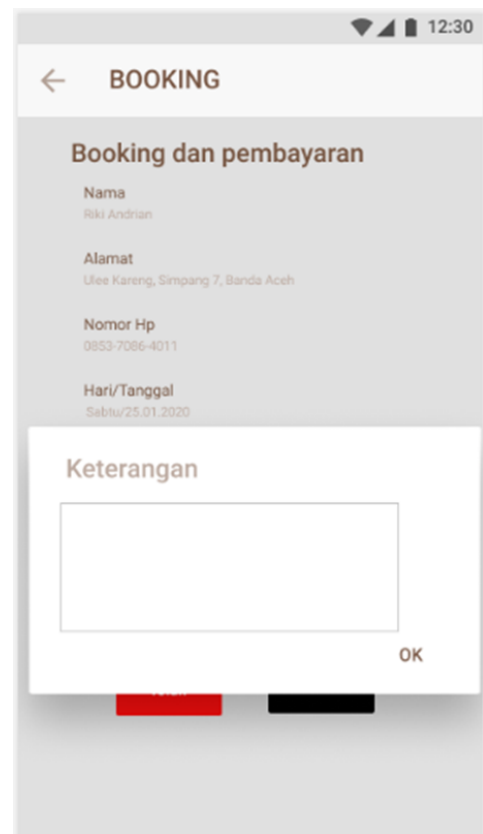 12:30
BOOKING
Booking dan pembayaran
Nama
Riki Andrian
Alamat
Ulee Kareng, Simpang 7, Banda Aceh
Nomor Hp
0853-7086-4011
Hari/Tanggal
Sabtu/25.01.2020
Keterangan
OK